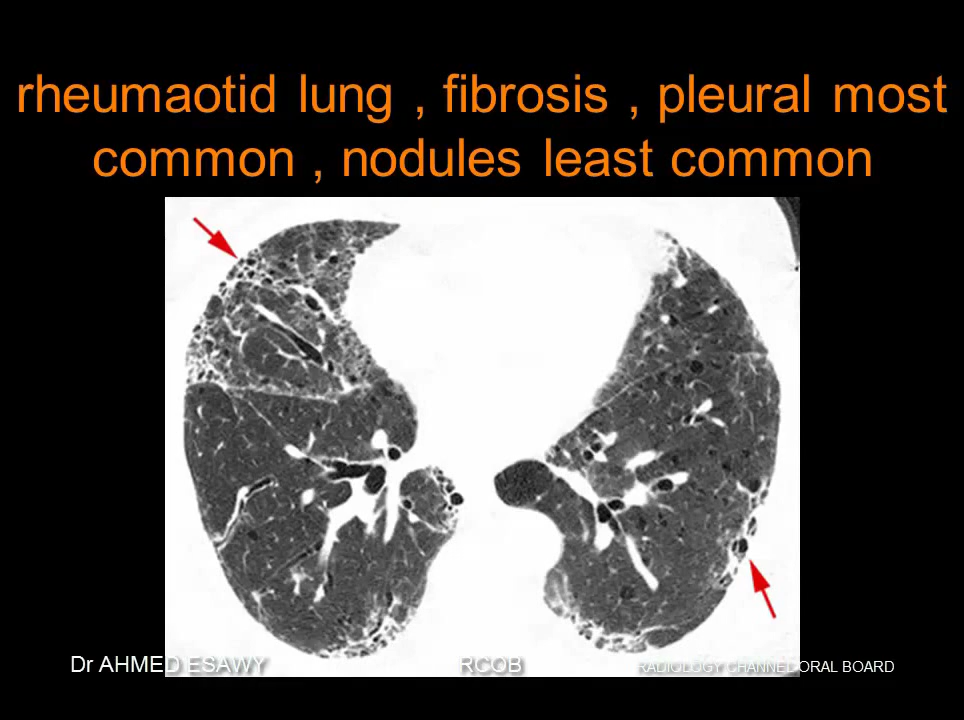 rheumaotid lung , fibrosis , pleural most
common , nodules least common
Dr AHMED ESAWY RCOB RADIOLOGY CHANNEL ORAL BOARD